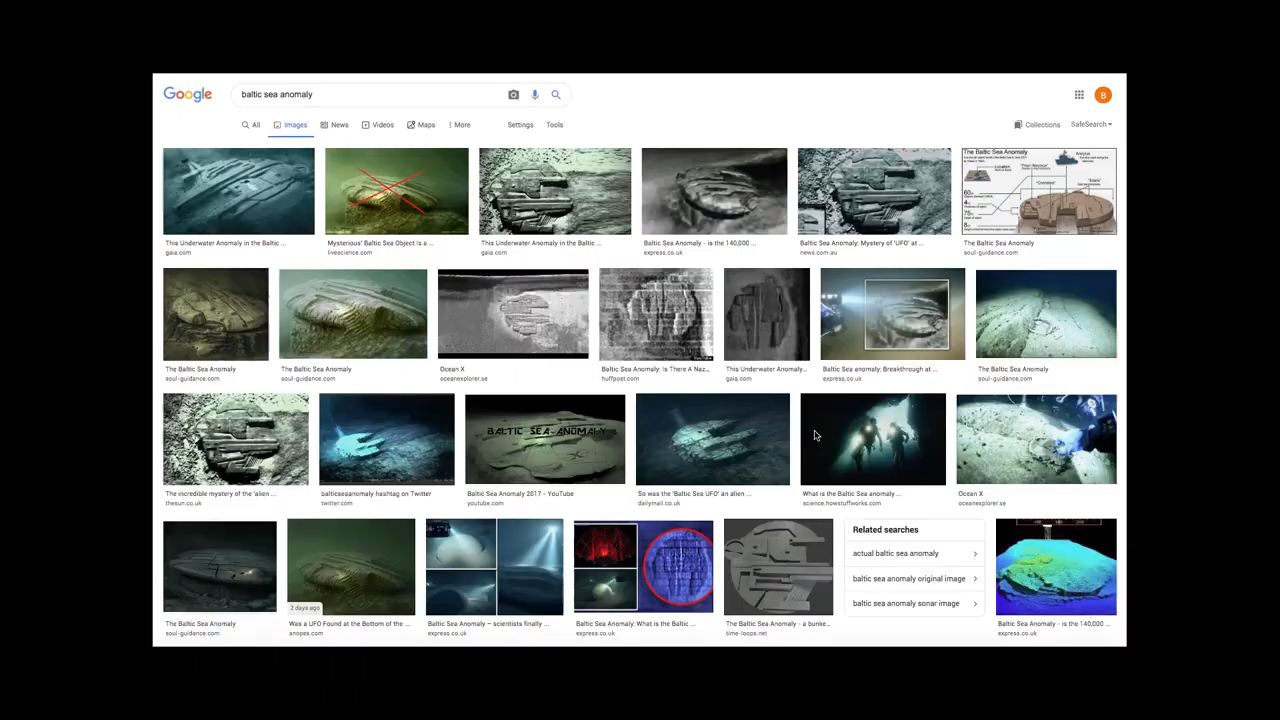 Google
baltic sea anomaly
B
All Images News Videos Maps More Settings Tools
Collections SafeSearch
The Baltic Sea Anomaly
This Underwater Anomaly in the Baltic ...
gaia.com
Mysterious' Baltic Sea Object Is a ...
livescience.com
This Underwater Anomaly in the Baltic ...
gaia.com
Baltic Sea Anomaly - is the 140,000 ...
express.co.uk
Baltic Sea Anomaly: Mystery of 'UFO' at ...
news.com.au
The Baltic Sea Anomaly
soul-guidance.com
The Baltic Sea Anomaly
soul-guidance.com
The Baltic Sea Anomaly
soul-guidance.com
Ocean X
oceanexplorer.se
Baltic Sea Anomaly: Is There A Naz...
huffpost.com
This Underwater Anomaly...
gaia.com
Baltic Sea anomaly: Breakthrough at ...
express.co.uk
The Baltic Sea Anomaly
soul-guidance.com
BALTIC SEA-ANOMALY
The incredible mystery of the 'alien ...
thesun.co.uk
balticseaanomaly hashtag on Twitter
twitter.com
Baltic Sea Anomaly 2017 - YouTube
youtube.com
So was the 'Baltic Sea UFO' an alien ...
dailymail.co.uk
What is the Baltic Sea anomaly ...
science.howstuffworks.com
Ocean X
oceanexplorer.se
Related searches
actual baltic sea anomaly
baltic sea anomaly original image
baltic sea anomaly sonar image
2 days ago
The Baltic Sea Anomaly
soul-guidance.com
Was a UFO Found at the Bottom of the ...
snopes.com
Baltic Sea Anomaly – scientists finally ...
express.co.uk
Baltic Sea Anomaly: What is the Baltic ...
express.co.uk
The Baltic Sea Anomaly - a bunke...
time-loops.net
Baltic Sea Anomaly - is the 140,000 ...
express.co.uk